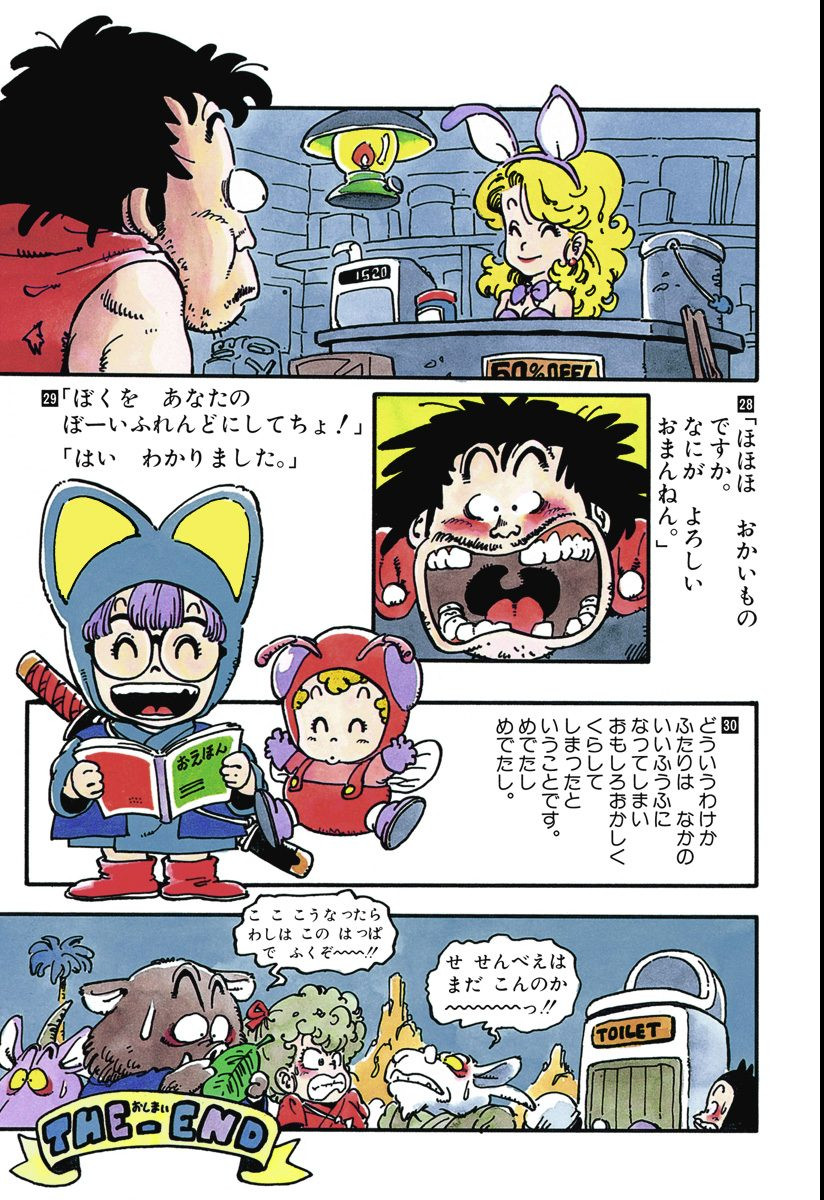 1520
50%OFF!
28
「ほほほ　おかいもの
ですか。
なにが　よろしい
おまんねん。」
29
「ぼくを　あなたの
ぼーいふれんどにしてちょ！」
「はい　わかりました。」
おえほん
30
どういうわけか
ふたりは　なかの
いいふうふに
なってしまい
おもしろおかしく
くらして
しまったと
いうことです。
めでたし
めでたし。
せ せんべえは
まだ こんのか
～～～～～っ!!
こ こ こうなったら
わしは この はっぱ
で ふくぞ～～～!!
TOILET
おしまい
THE-END